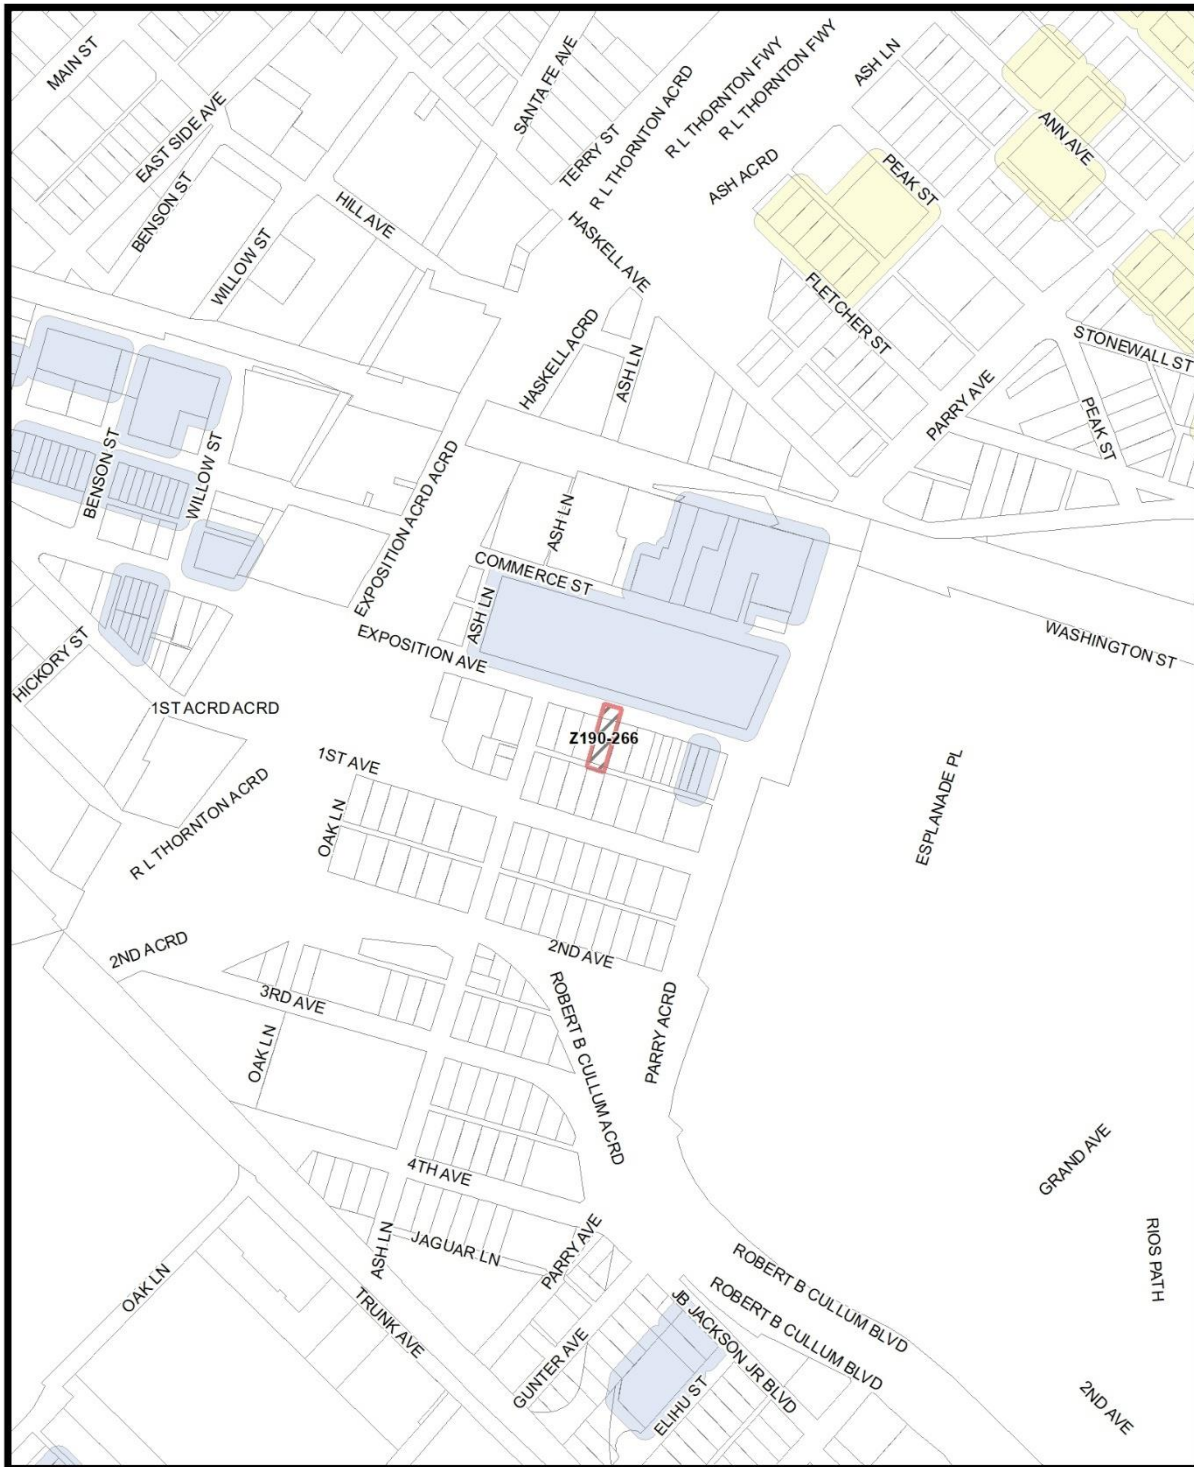 MAIN ST
SANTA FE AVE
R L THORNTON FWY
R L THORNTON FWY
ASH LN
EAST SIDE AVE
TERRY ST
R L THORNTON ACRD
ANN AVE
BENSON ST
ASH ACRD
PEAK ST
HILL AVE
WILLOW ST
HASKELL AVE
FLETCHER ST
STONEWALL ST
HASKELL ACRD
ASH LN
PARRY AVE
PEAK ST
BENSON ST
WILLOW ST
EXPOSITION ACRD ACRD
ASH LN
COMMERCE ST
ASH LN
EXPOSITION AVE
WASHINGTON ST
HICKORY ST
1ST ACRD ACRD
Z190-266
1ST AVE
ESPLANADE PL
R L THORNTON ACRD
OAK LN
2ND ACRD
2ND AVE
3RD AVE
ROBERT B CULLUM ACRD
PARRY ACRD
OAK LN
4TH AVE
GRAND AVE
ASH LN
JAGUAR LN
PARRY AVE
RIOS PATH
OAK LN
TRUNK AVE
ROBERT B CULLUM BLVD
ROBERT B CULLUM BLVD
JB JACKSON JR BLVD
GUNTER AVE
ELIHU ST
2ND AVE